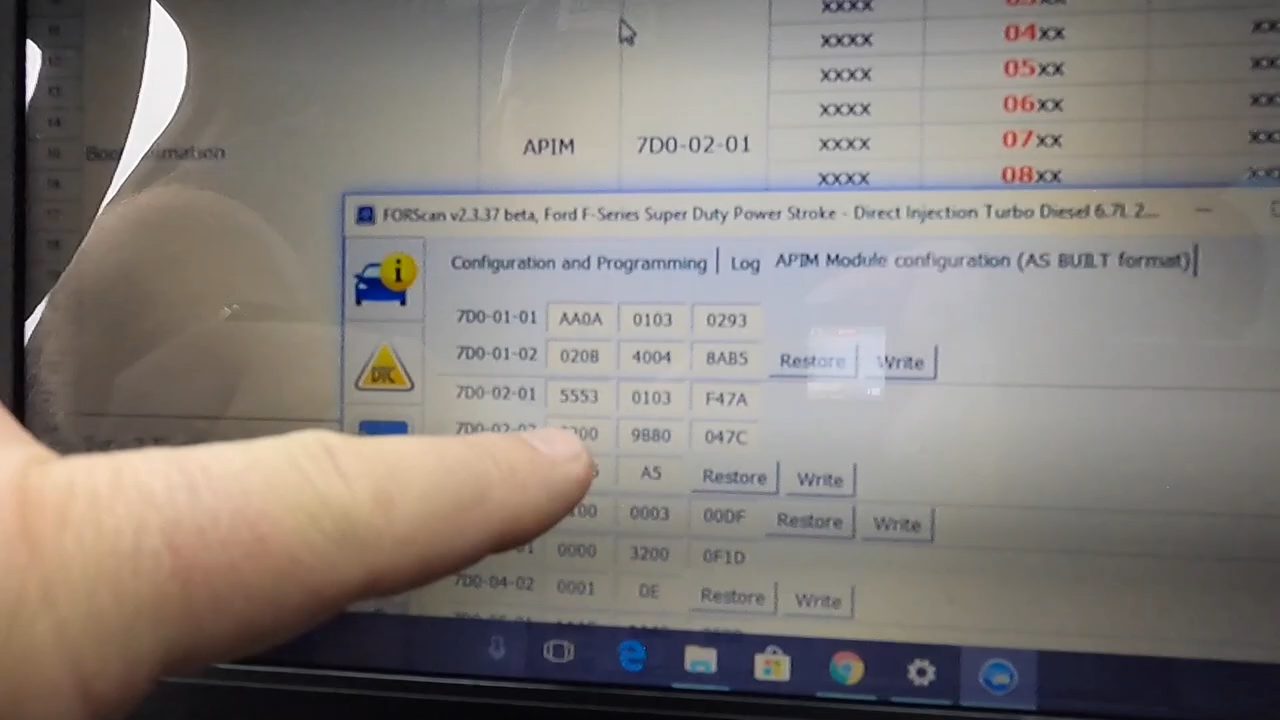 xxxx
xxxx 04xx
xxxx 05xx
xxxx 06xx
APIM 7D0-02-01 xxxx 07xx
xxxx 08xx
FORScan v2.3.37 beta, Ford F-Series Super Duty Power Stroke - Direct Injection Turbo Diesel 6.7L 2...
Configuration and Programming | Log APIM Module configuration (AS BUILT format)
7D0-01-01 AA0A 0103 0293
7D0-01-02 020B 4004 8AB5 Restore Write
DTC
7D0-02-01 5553 0103 F47A
9B80 047C
A5 Restore Write
0003 00DF Restore Write
0000 3200 0F1D
7D0-04-02 0001 DE Restore Write